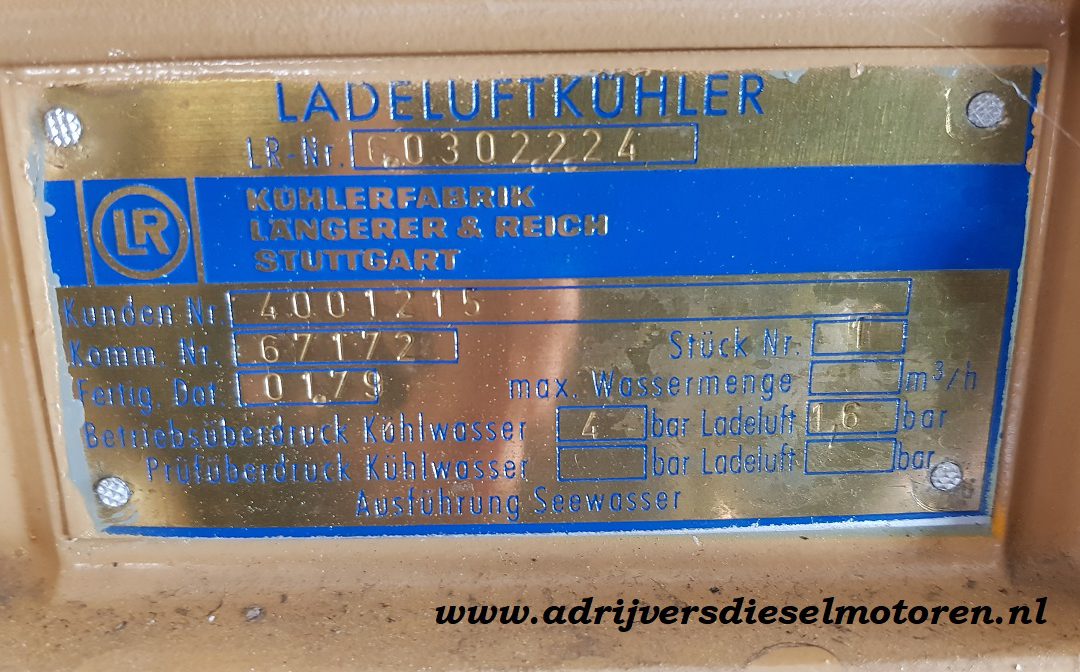 LADELUFTKÜHLER
LR-Nr. C0302224
LR
KÜHLERFABRIK
LÄNGERER & REICH
STUTTGART
Kunden Nr. 4001215
Komm. Nr. 67172 Stück Nr. 1
Fertig. Dat. 0179 max. Wassermenge m³/h
Betriebsüberdruck Kühlwasser 4 bar Ladeluft 1,6 bar
Prüfüberdruck Kühlwasser bar Ladeluft bar
Ausführung Seewasser
www.adrijversdieselmotoren.nl